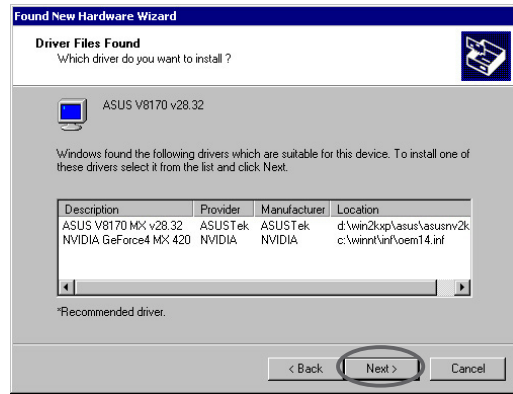 Found New Hardware Wizard
Driver Files Found
Which driver do you want to install ?
ASUS V8170 v28.32
Windows found the following drivers which are suitable for this device. To install one of
these drivers select it from the list and click Next.
Description Provider Manufacturer Location
ASUS V8170 MX v28.32 ASUSTek ASUSTek d:\win2kxp\asus\asusnv2k
NVIDIA GeForce4 MX 420 NVIDIA NVIDIA c:\winnt\inf\oem14.inf
*Recommended driver.
< Back Next > Cancel